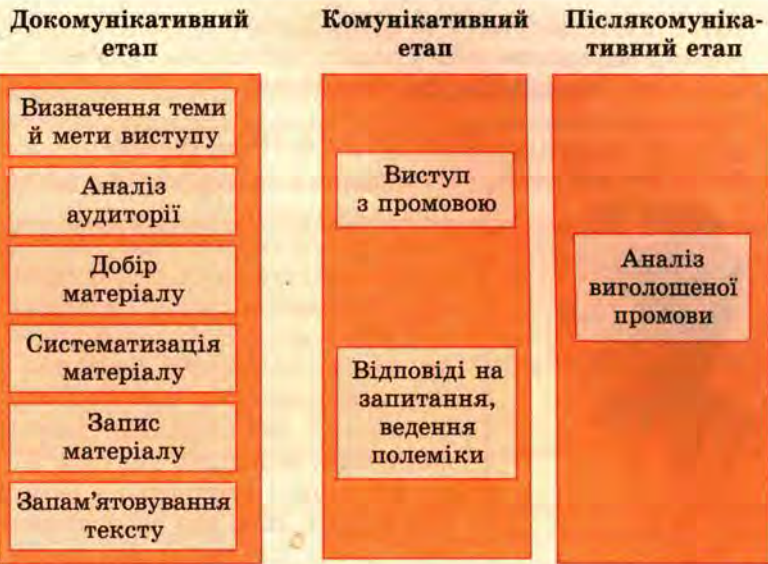 Докомунікативний
етап
Визначення теми
й мети виступу
Аналіз
аудиторії
Добір
матеріалу
Систематизація
матеріалу
Запис
матеріалу
Запам'ятовування
тексту
Комунікативний
етап
Виступ
з промовою
Відповіді на
запитання,
ведення
полеміки
Післякомуніка-
тивний етап
Аналіз
виголошеної
промови